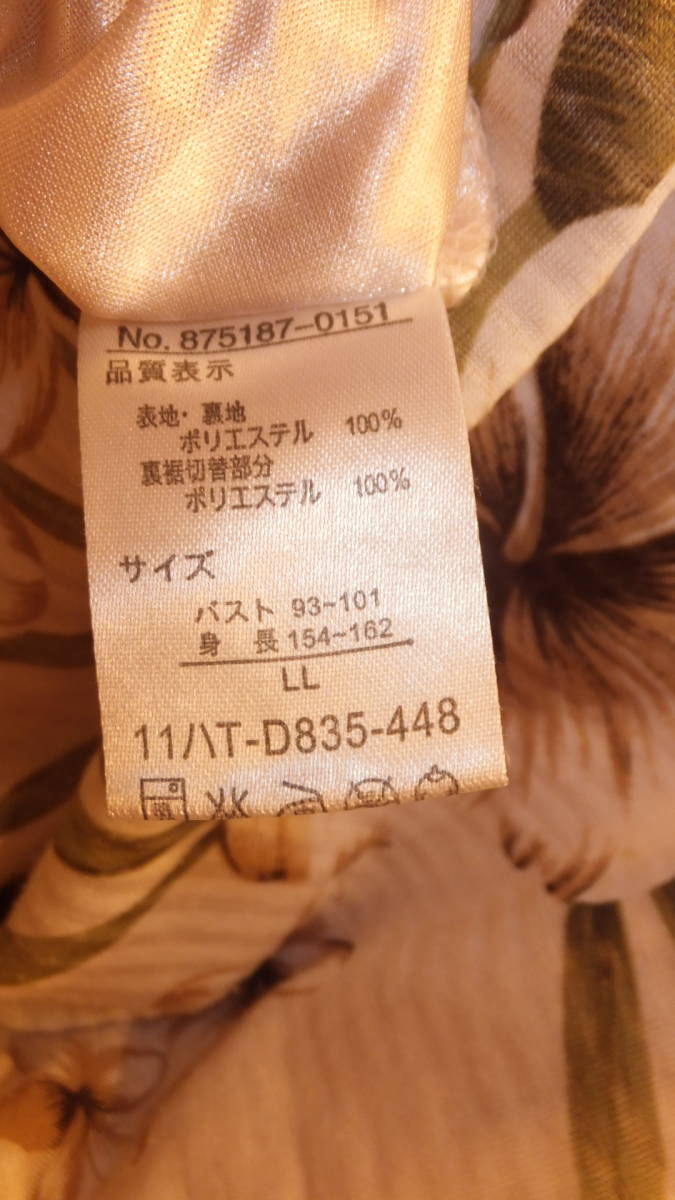 No. 875187-0151
品質表示
表地・裏地
ポリエステル 100%
裏裾切替部分
ポリエステル 100%
サイズ
バスト 93~101
身長 154~162
LL
11ハT-D835-448